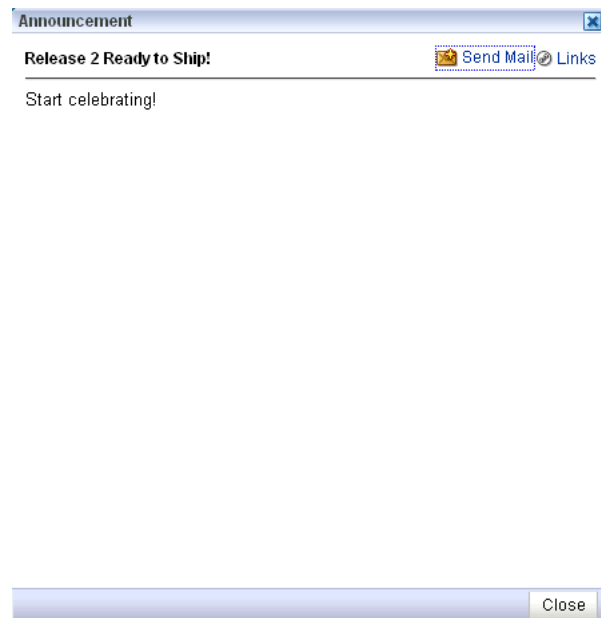 Announcement
Release 2 Ready to Ship! Send Mail Links
Start celebrating!
Close